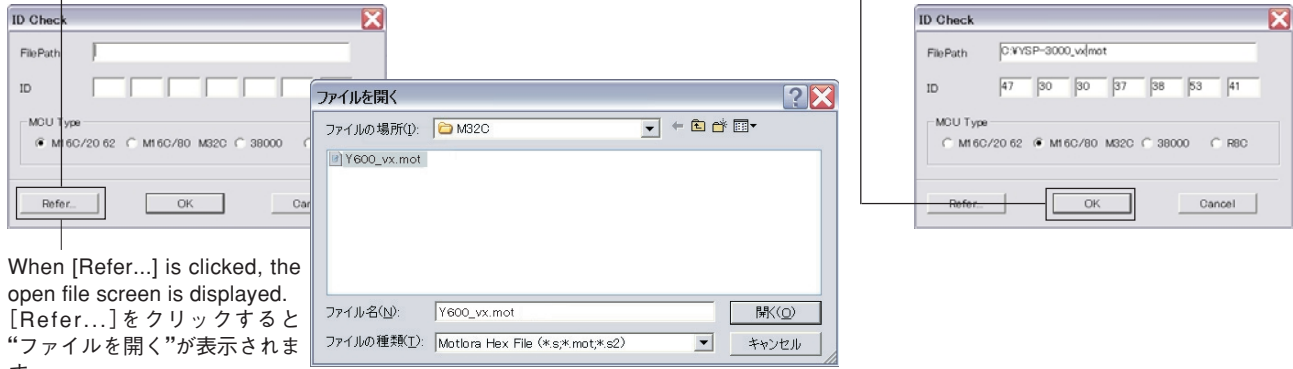 ID Check
FilePath
ID
MCU Type
M16C/20 62 M16C/80 M32C 38000
Refer...
OK
When [Refer...] is clicked, the
open file screen is displayed.
[Refer...]をクリックすると
“ファイルを開く”が表示されま
ファイルを開く
ファイルの場所(I):
M32C
Y600_vx.mot
ファイル名(N):
Y600_vx.mot
開く(O)
ファイルの種類(T):
Motlora Hex File (*.s;*.mot;*.s2)
キャンセル
ID Check
FilePath
C:¥YSP-3000_vx.mot
ID
47 30 30 37 38 53 41
MCU Type
M16C/20 62 M16C/80 M32C 38000 R8C
Refer...
OK
Cancel